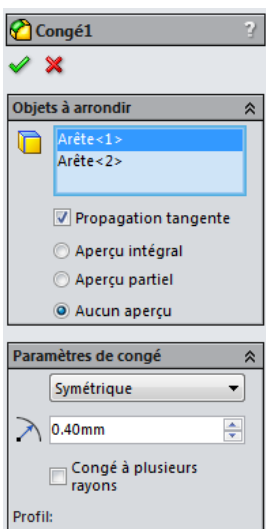 Congé1 ?
Objets à arrondir
Arête<1>
Arête<2>
Propagation tangente
Aperçu intégral
Aperçu partiel
Aucun aperçu
Paramètres de congé
Symétrique
0.40mm
Congé à plusieurs
rayons
Profil: